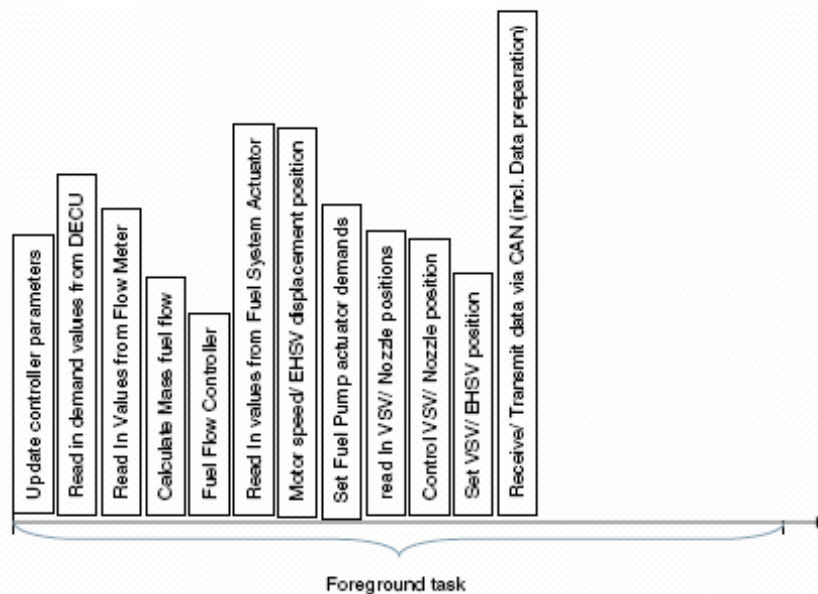 Update controller parameters
Read in demand values from DECU
Read In Values from Flow Meter
Calculate Mass fuel flow
Fuel Flow Controller
Read In values from Fuel System Actuator
Motor speed/ EHSV displacement position
Set Fuel Pump actuator demands
read In VSV/ Nozzle positions
Control VSV/ Nozzle position
Set VSV/ EHSV position
Receive/ Transmit data via CAN (incl. Data preparation)
Foreground task